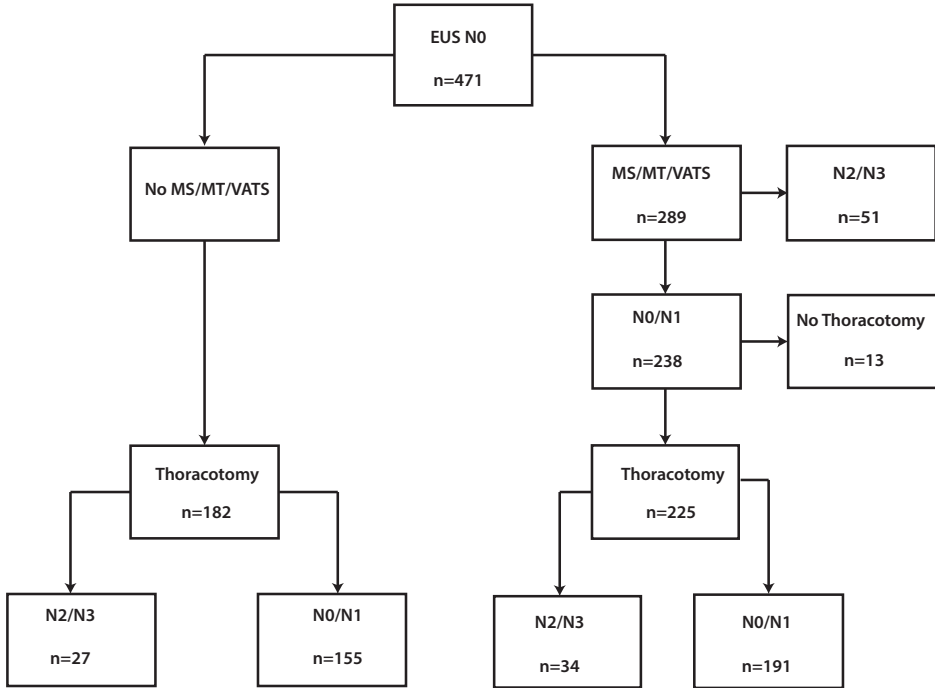 EUS N0
n=471
No MS/MT/VATS
MS/MT/VATS
n=289
N2/N3
n=51
N0/N1
n=238
No Thoracotomy
n=13
Thoracotomy
n=182
Thoracotomy
n=225
N2/N3
n=27
N0/N1
n=155
N2/N3
n=34
N0/N1
n=191